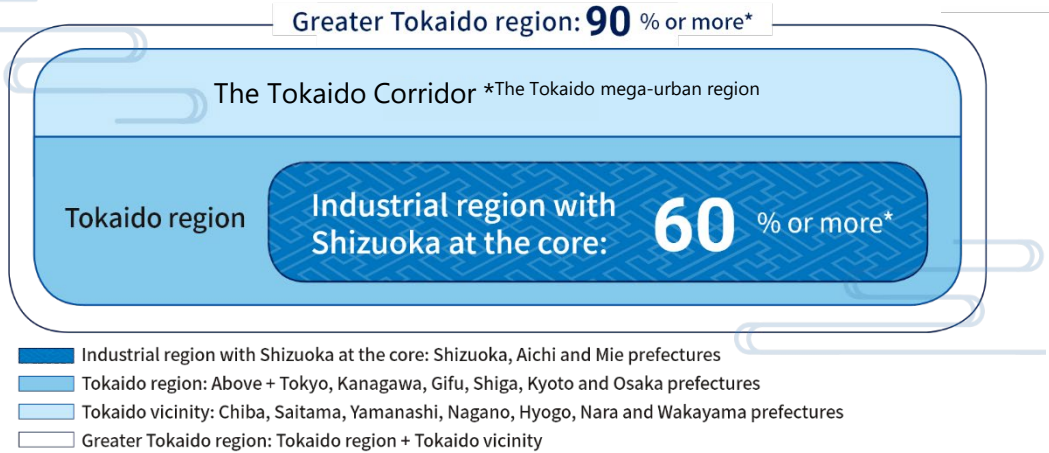 Greater Tokaido region: 90 % or more*
The Tokaido Corridor *The Tokaido mega-urban region
Tokaido region
Industrial region with
Shizuoka at the core:
60 % or more*
Industrial region with Shizuoka at the core: Shizuoka, Aichi and Mie prefectures
Tokaido region: Above + Tokyo, Kanagawa, Gifu, Shiga, Kyoto and Osaka prefectures
Tokaido vicinity: Chiba, Saitama, Yamanashi, Nagano, Hyogo, Nara and Wakayama prefectures
Greater Tokaido region: Tokaido region + Tokaido vicinity